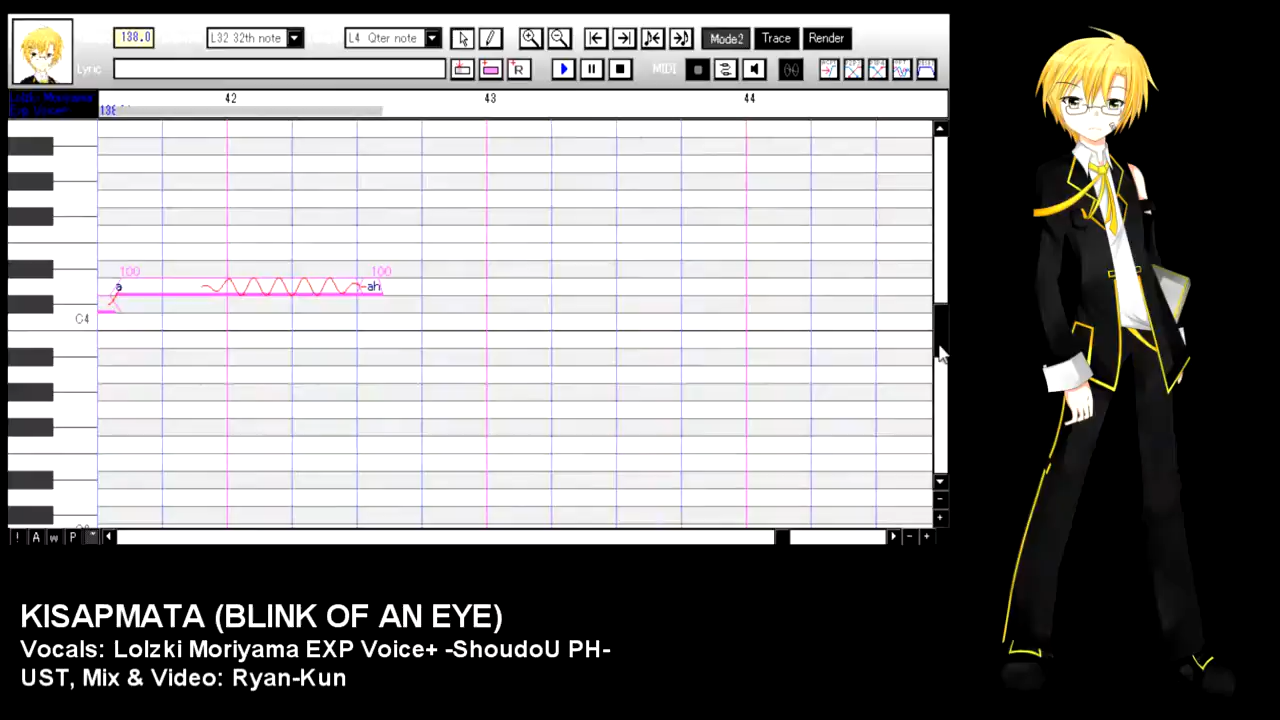 138.0
L32 32th note
L4 Qter note
Mode2
Trace
Render
Lyric
R
MIDI
42
43
44
100
100
a
-ah
C4
! A w P ~
KISAPMATA (BLINK OF AN EYE)
Vocals: Lolzki Moriyama EXP Voice+ -ShoudoU PH-
UST, Mix & Video: Ryan-Kun